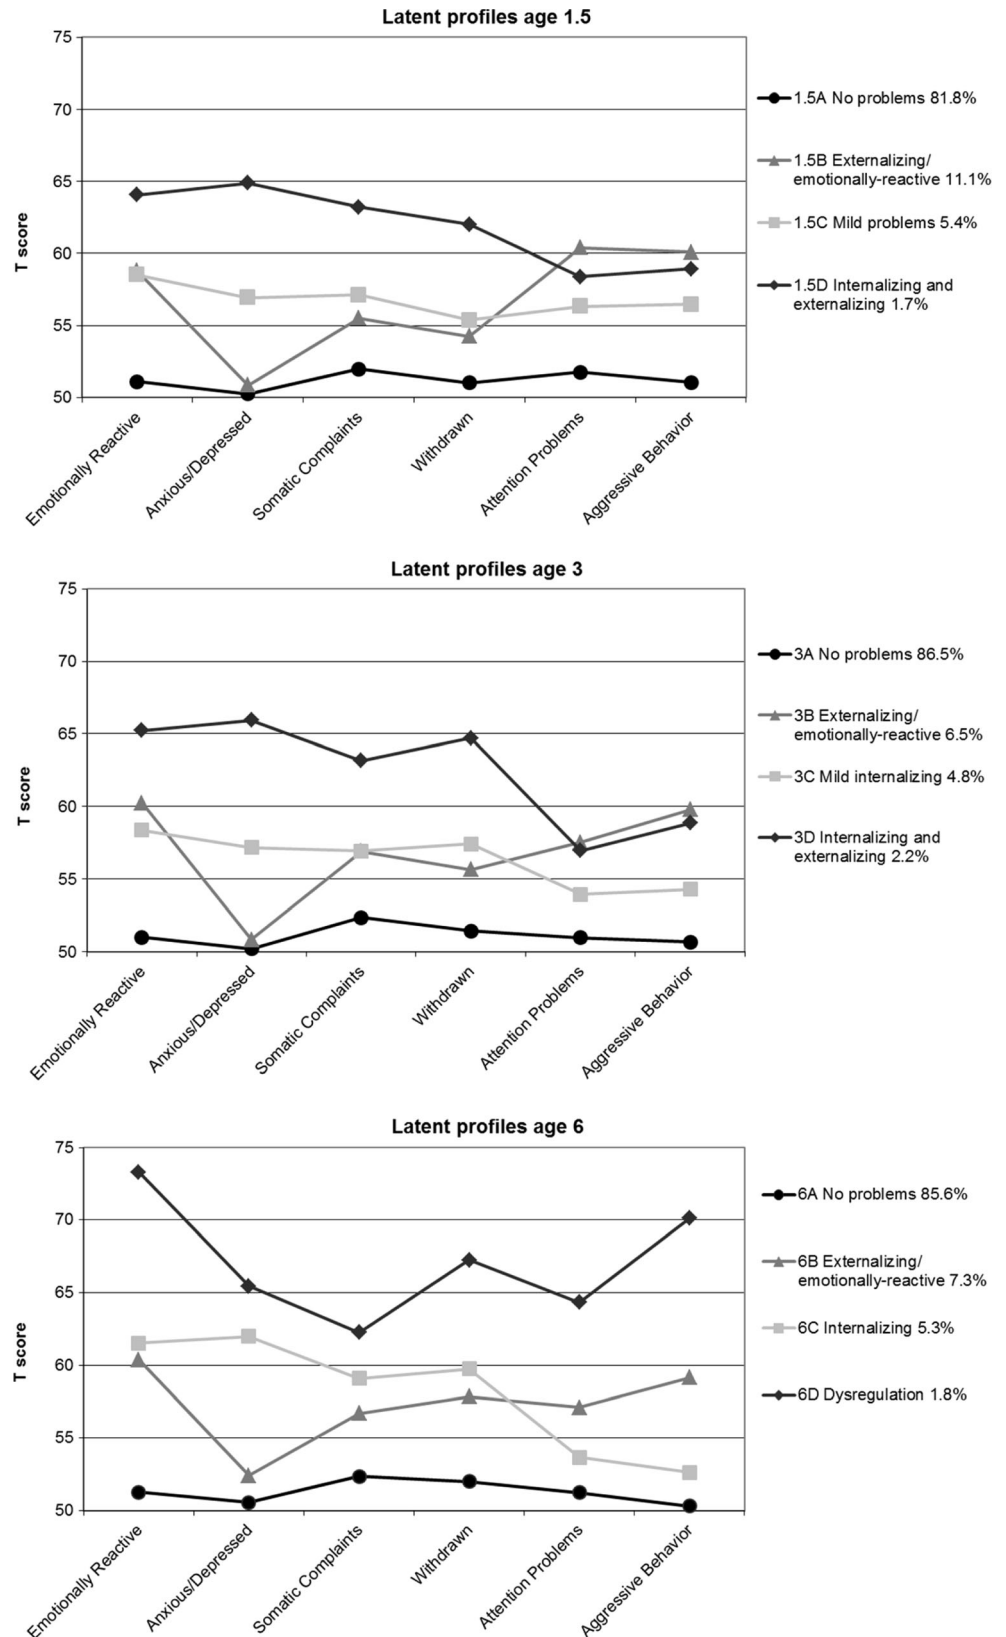 Latent profiles age 1.5
75
70
65
60
55
50
T score
Emotionally Reactive
Anxious/Depressed
Somatic Complaints
Withdrawn
Attention Problems
Aggressive Behavior
1.5A No problems 81.8%
1.5B Externalizing/
emotionally-reactive 11.1%
1.5C Mild problems 5.4%
1.5D Internalizing and
externalizing 1.7%
Latent profiles age 3
75
70
65
60
55
50
T score
Emotionally Reactive
Anxious/Depressed
Somatic Complaints
Withdrawn
Attention Problems
Aggressive Behavior
3A No problems 86.5%
3B Externalizing/
emotionally-reactive 6.5%
3C Mild internalizing 4.8%
3D Internalizing and
externalizing 2.2%
Latent profiles age 6
75
70
65
60
55
50
T score
Emotionally Reactive
Anxious/Depressed
Somatic Complaints
Withdrawn
Attention Problems
Aggressive Behavior
6A No problems 85.6%
6B Externalizing/
emotionally-reactive 7.3%
6C Internalizing 5.3%
6D Dysregulation 1.8%